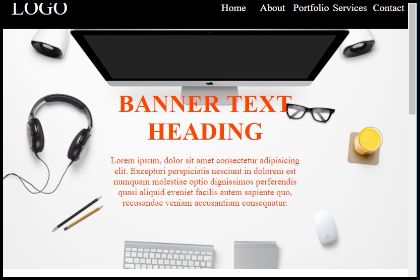 LOGO
Home About Portfolio Services Contact
BANNER TEXT
HEADING
Lorem ipsum, dolor sit amet consectetur adipisicing
elit. Excepturi perspiciatis nesciunt in dolorem est
numquam molestiae optio dignissimos perferendis
quasi aliquid eveniet facilis autem sapiente quo,
recusandae veniam accusantium consequatur.